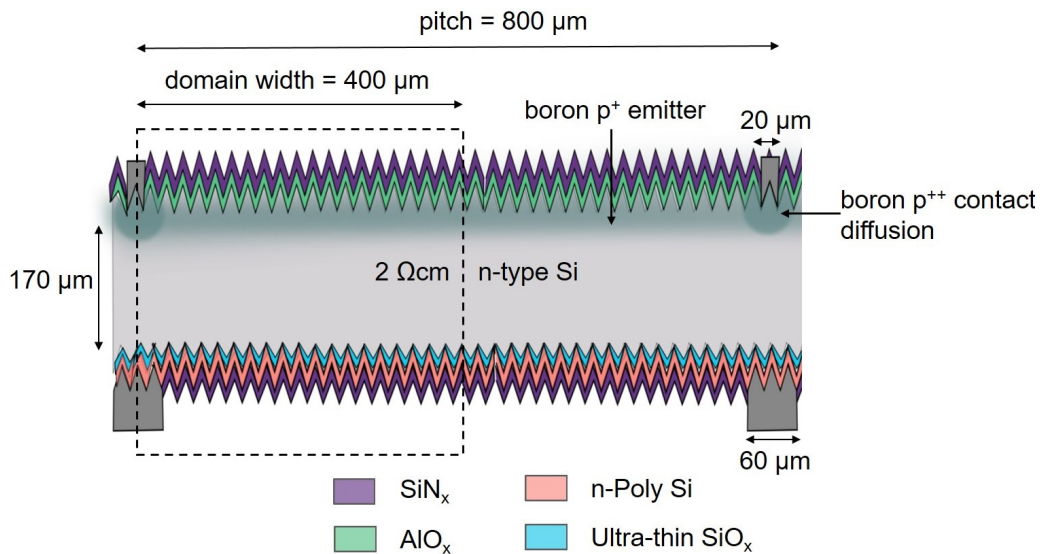 pitch = 800 μm
domain width = 400 μm
boron p⁺ emitter
20 μm
boron p⁺⁺ contact
diffusion
170 μm
2 Ωcm
n-type Si
60 μm
SiNₓ
n-Poly Si
AlOₓ
Ultra-thin SiOₓ